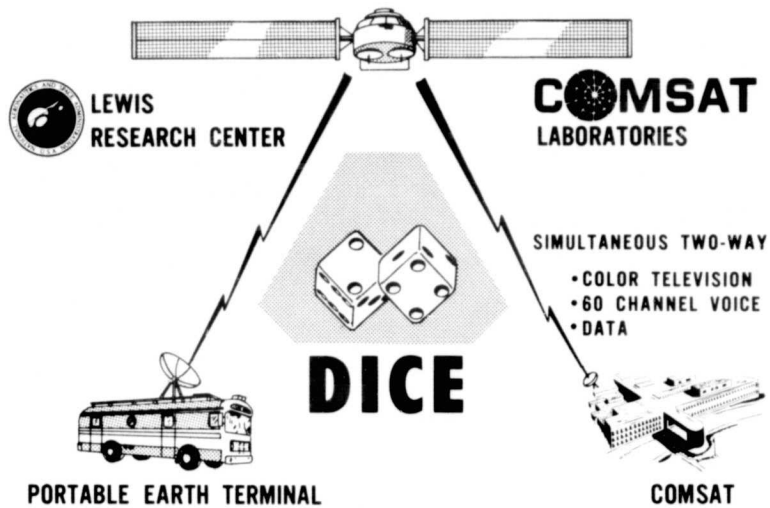 LEWIS
RESEARCH CENTER
COMSAT
LABORATORIES
SIMULTANEOUS TWO-WAY
•COLOR TELEVISION
•60 CHANNEL VOICE
•DATA
DICE
PORTABLE EARTH TERMINAL
COMSAT